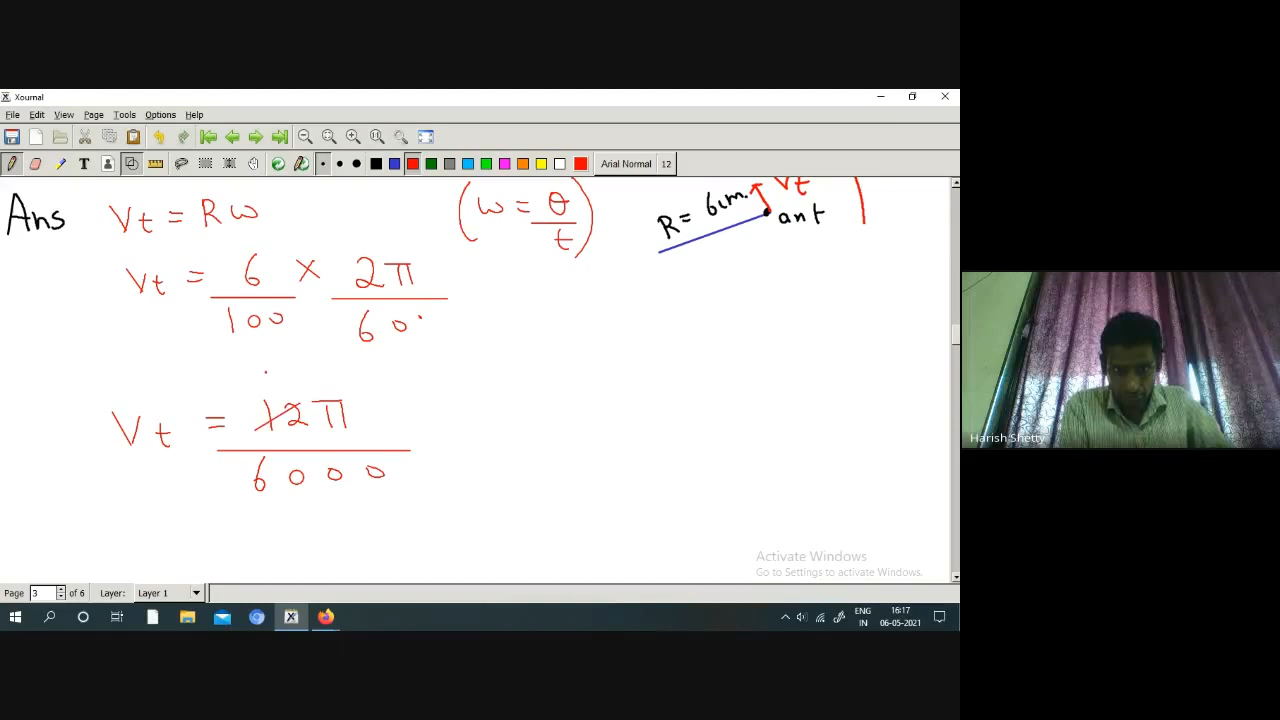 Xournal
File Edit View Page Tools Options Help
T Arial Normal 12
Ans Vt = Rω (ω = θ/t) R = 6cm. Vt ant
Vt = 6/100 × 2π/60
Vt = 12π/6000
Harish Shetty
Activate Windows
Go to Settings to activate Windows.
Page 3 of 6 Layer: Layer 1
ENG 16:17
IN 06-05-2021